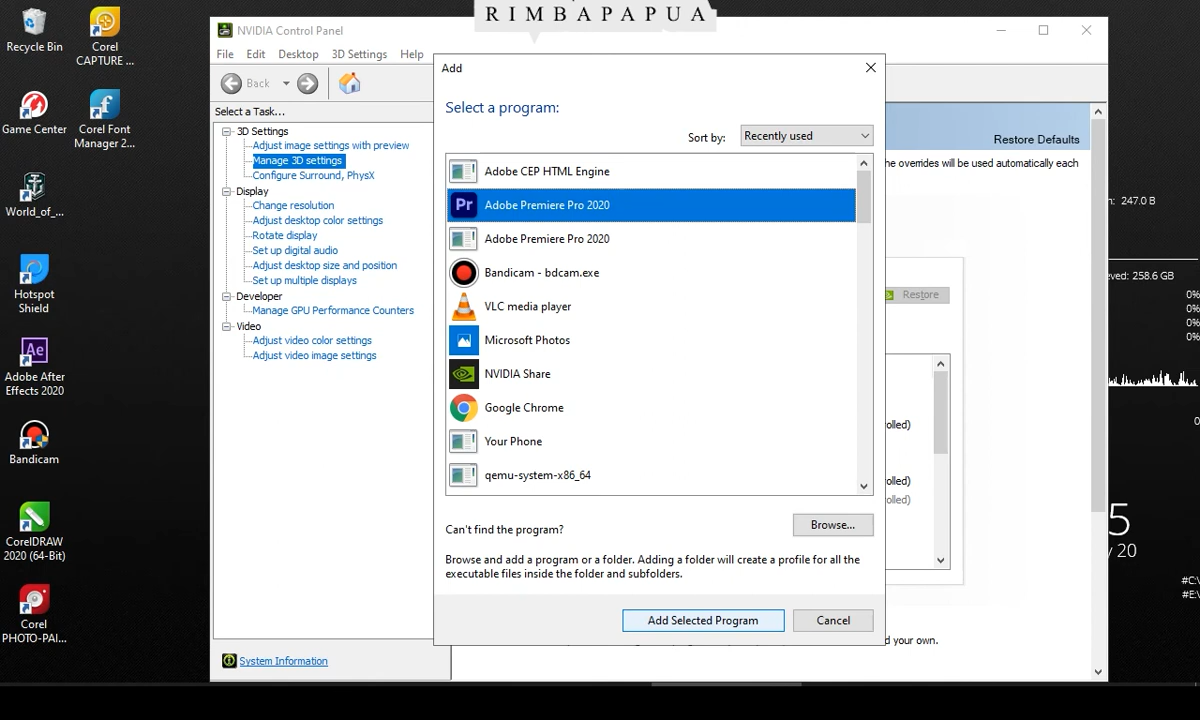 RIMBAPAPUA
Recycle Bin
Corel
CAPTURE ...
Game Center
Corel Font
Manager 2...
World_of_...
Hotspot
Shield
Ae
Adobe After
Effects 2020
Bandicam
CorelDRAW
2020 (64-Bit)
Corel
PHOTO-PAI...
NVIDIA Control Panel
File Edit Desktop 3D Settings Help
Back
Select a Task...
3D Settings
Adjust image settings with preview
Manage 3D settings
Configure Surround, PhysX
Display
Change resolution
Adjust desktop color settings
Rotate display
Set up digital audio
Adjust desktop size and position
Set up multiple displays
Developer
Manage GPU Performance Counters
Video
Adjust video color settings
Adjust video image settings
System Information
Add
Select a program:
Sort by: Recently used
Adobe CEP HTML Engine
Pr Adobe Premiere Pro 2020
Adobe Premiere Pro 2020
Bandicam - bdcam.exe
VLC media player
Microsoft Photos
NVIDIA Share
Google Chrome
Your Phone
qemu-system-x86_64
Can't find the program?
Browse...
Browse and add a program or a folder. Adding a folder will create a profile for all the
executable files inside the folder and subfolders.
Add Selected Program
Cancel
Restore Defaults
he overrides will be used automatically each
Restore
olled)
olled)
olled)
d your own.
247.0 B
eved: 258.6 GB
0%
0%
0%
0%
0
5
/ 20
#C:\
#E:\